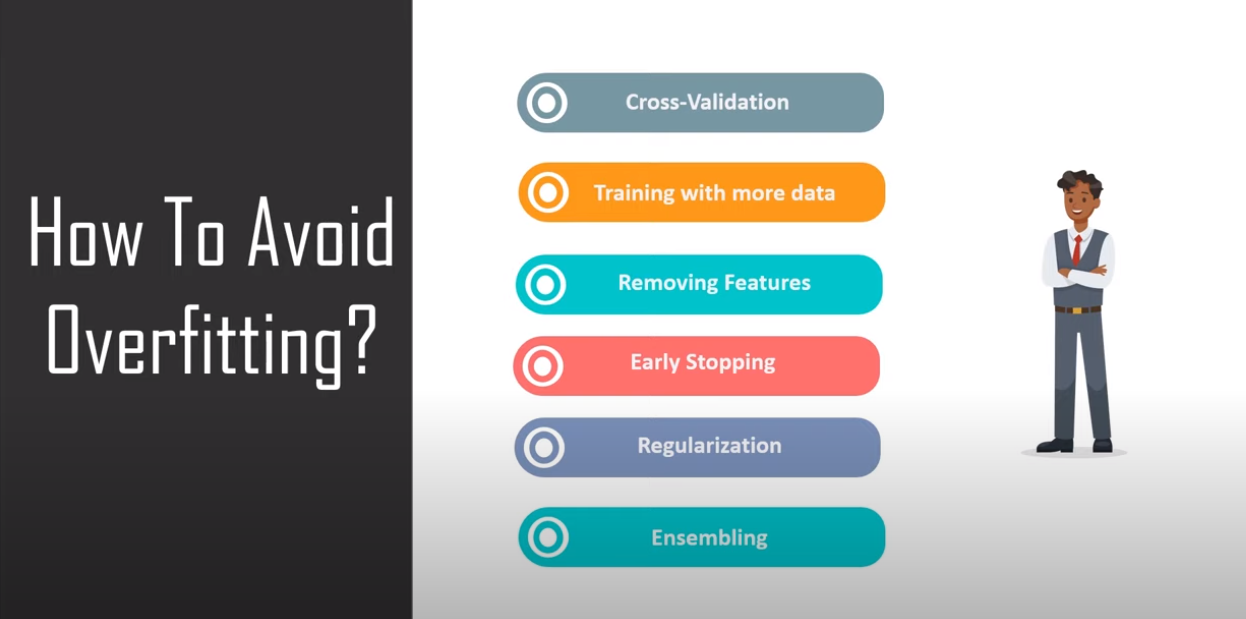 How To Avoid
Overfitting?
Cross-Validation
Training with more data
Removing Features
Early Stopping
Regularization
Ensembling